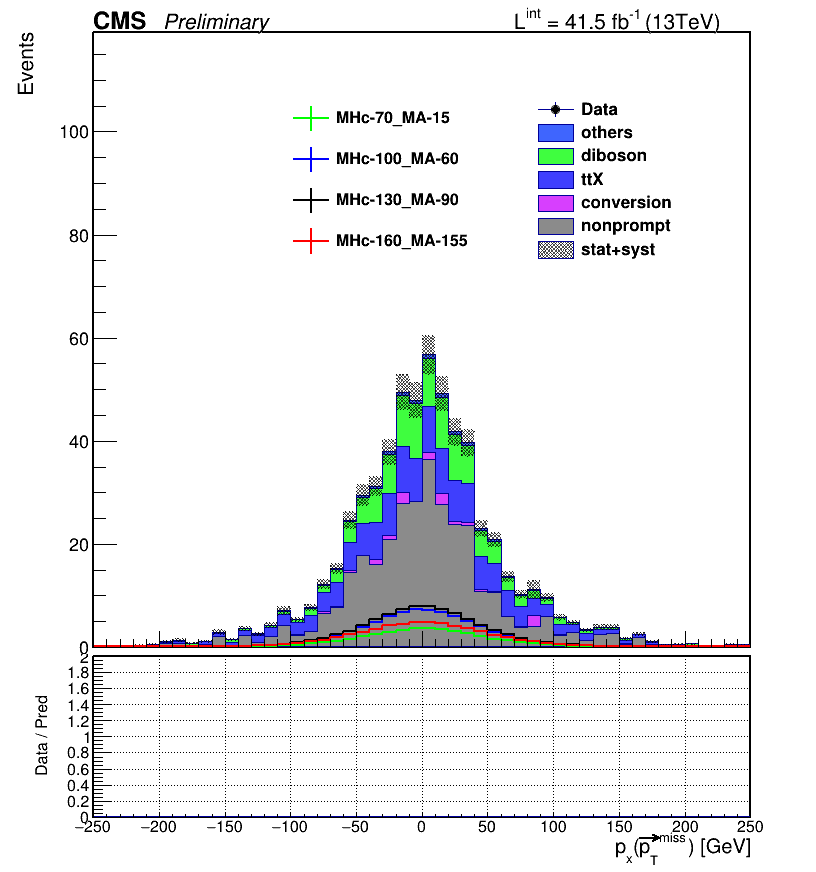 CMS Preliminary L^int = 41.5 fb^-1 (13TeV)
Events
MHc-70_MA-15
MHc-100_MA-60
MHc-130_MA-90
MHc-160_MA-155
Data
others
diboson
ttX
conversion
nonprompt
stat+syst
100
80
60
40
20
0
Data / Pred
2
1.8
1.6
1.4
1.2
1
0.8
0.6
0.4
0.2
0
−250 −200 −150 −100 −50 0 50 100 150 200 250
p_x(p_T^miss) [GeV]